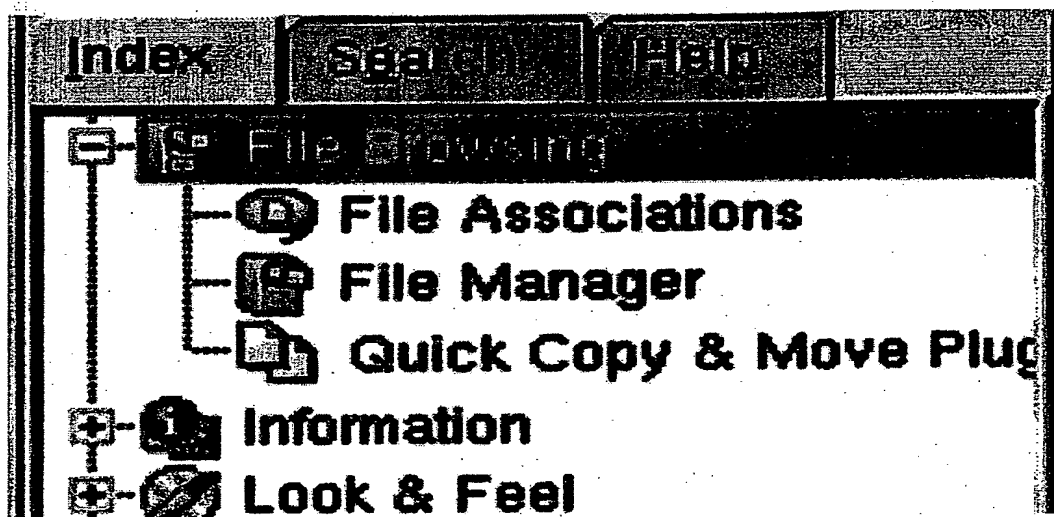 Index Search Help
File Browsing
File Associations
File Manager
Quick Copy & Move Plug
Information
Look & Feel